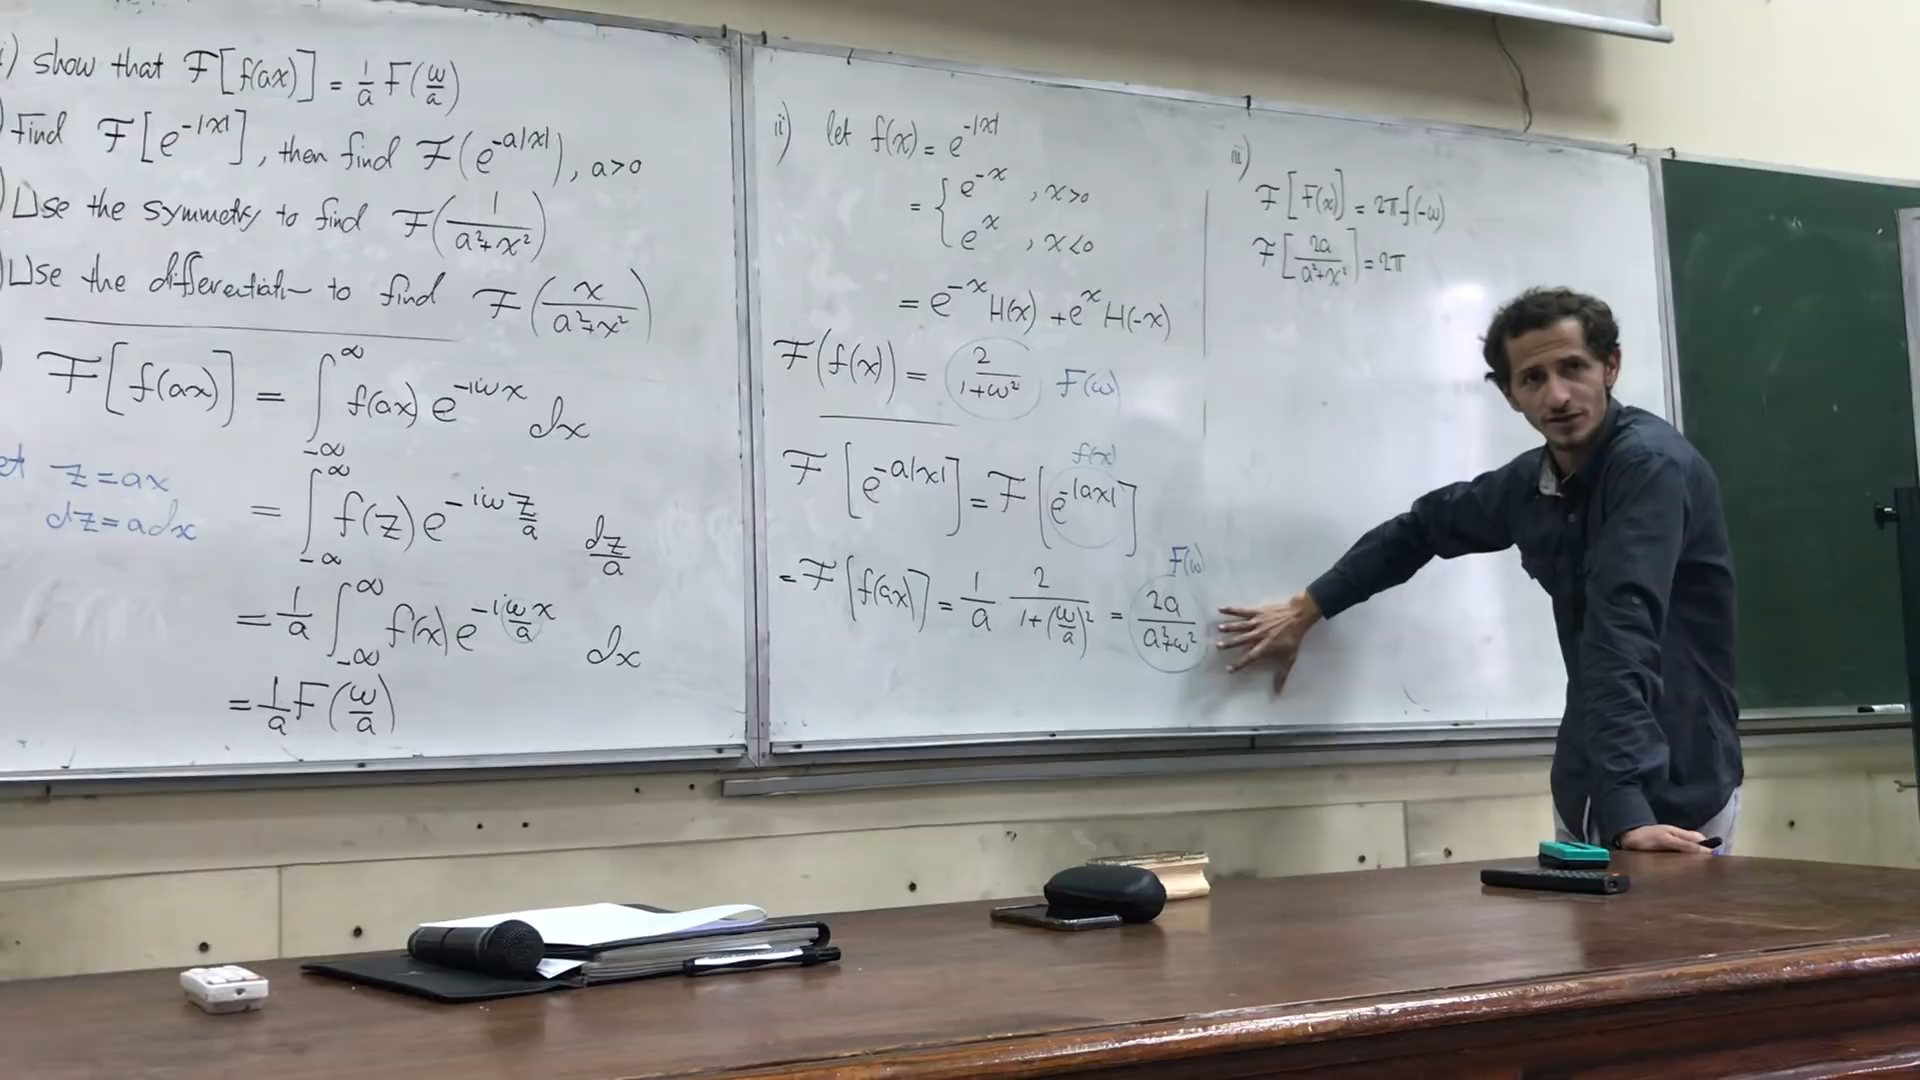 i) show that F[f(ax)] = 1/a F(ω/a)
) Find F[e^-|x|], then find F(e^-a|x|), a>0
) Use the symmetry to find F(1/(a²+x²))
) Use the differentiation to find F(x/(a²+x²))
) F[f(ax)] = ∫_-∞^∞ f(ax) e^-iωx dx
et z=ax
dz=adx
= ∫_-∞^∞ f(z) e^-iω z/a dz/a
= 1/a ∫_-∞^∞ f(x) e^-i ω/a x dx
= 1/a F(ω/a)
ii) let f(x) = e^-|x|
= { e^-x , x>0
e^x , x<0
= e^-x H(x) + e^x H(-x)
F(f(x)) = 2/(1+ω²) F(ω)
f(x)
F[e^-a|x|] = F[e^-|ax|]
F(ω)
= F[f(ax)] = 1/a 2/(1+(ω/a)²) = 2a/(a²+ω²)
iii)
F[F(x)] = 2π f(-ω)
F[2a/(a²+x²)] = 2π